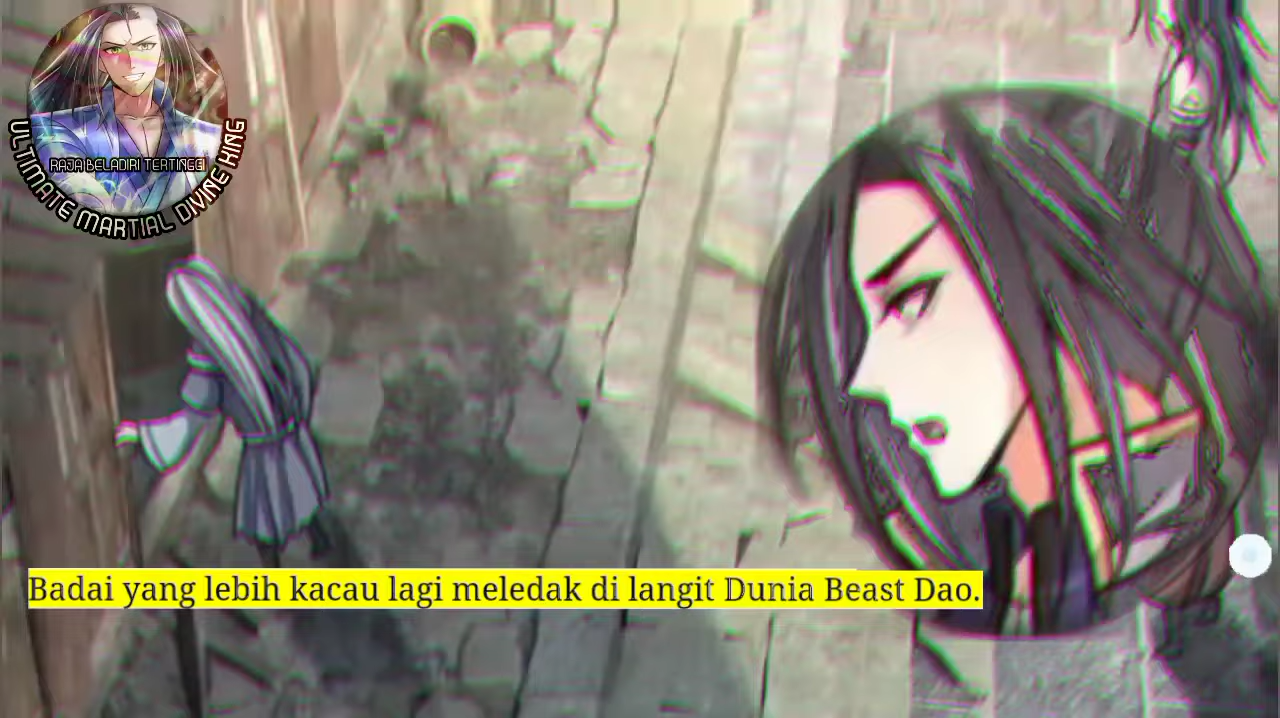 RAJA BELADIRI TERTINGGI
ULTIMATE MARTIAL DIVINE KING
Badai yang lebih kacau lagi meledak di langit Dunia Beast Dao.